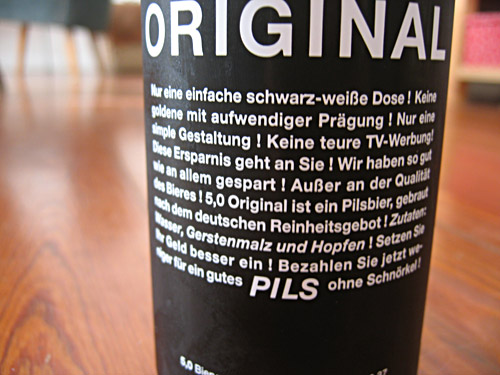 ORIGINAL
Nur eine einfache schwarz-weiße Dose ! Keine
goldene mit aufwendiger Prägung ! Nur eine
simple Gestaltung ! Keine teure TV-Werbung!
Diese Ersparnis geht an Sie ! Wir haben so gut
wie an allem gespart ! Außer an der Qualität
des Bieres ! 5,0 Original ist ein Pilsbier, gebraut
nach dem deutschen Reinheitsgebot ! Zutaten:
Wasser, Gerstenmalz und Hopfen ! Setzen Sie
Ihr Geld besser ein ! Bezahlen Sie jetzt we-
niger für ein gutes PILS ohne Schnörkel !
5,0